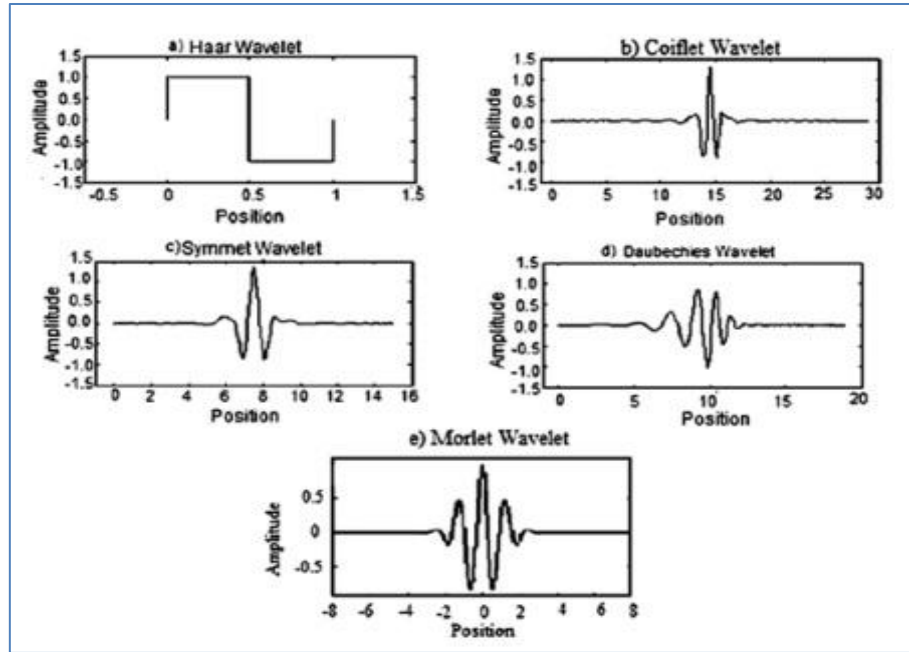 a) Haar Wavelet
1.5
1.0
0.5
0.0
-0.5
-1.0
-1.5
Amplitude
-0.5 0 0.5 1 1.5
Position
b) Coiflet Wavelet
1.5
1.0
0.5
0.0
-0.5
-1.0
-1.5
Amplitude
0 5 10 15 20 25 30
Position
c)Symmet Wavelet
1.5
1.0
0.5
0.0
-0.5
-1.0
-1.5
Amplitude
0 2 4 6 8 10 12 14 16
Position
d) Daubechies Wavelet
1.5
1.0
0.5
0.0
-0.5
-1.0
-1.5
Amplitude
0 5 10 15 20
Position
e) Morlet Wavelet
0.5
0
-0.5
Amplitude
-8 -6 -4 -2 0 2 4 6 8
Position